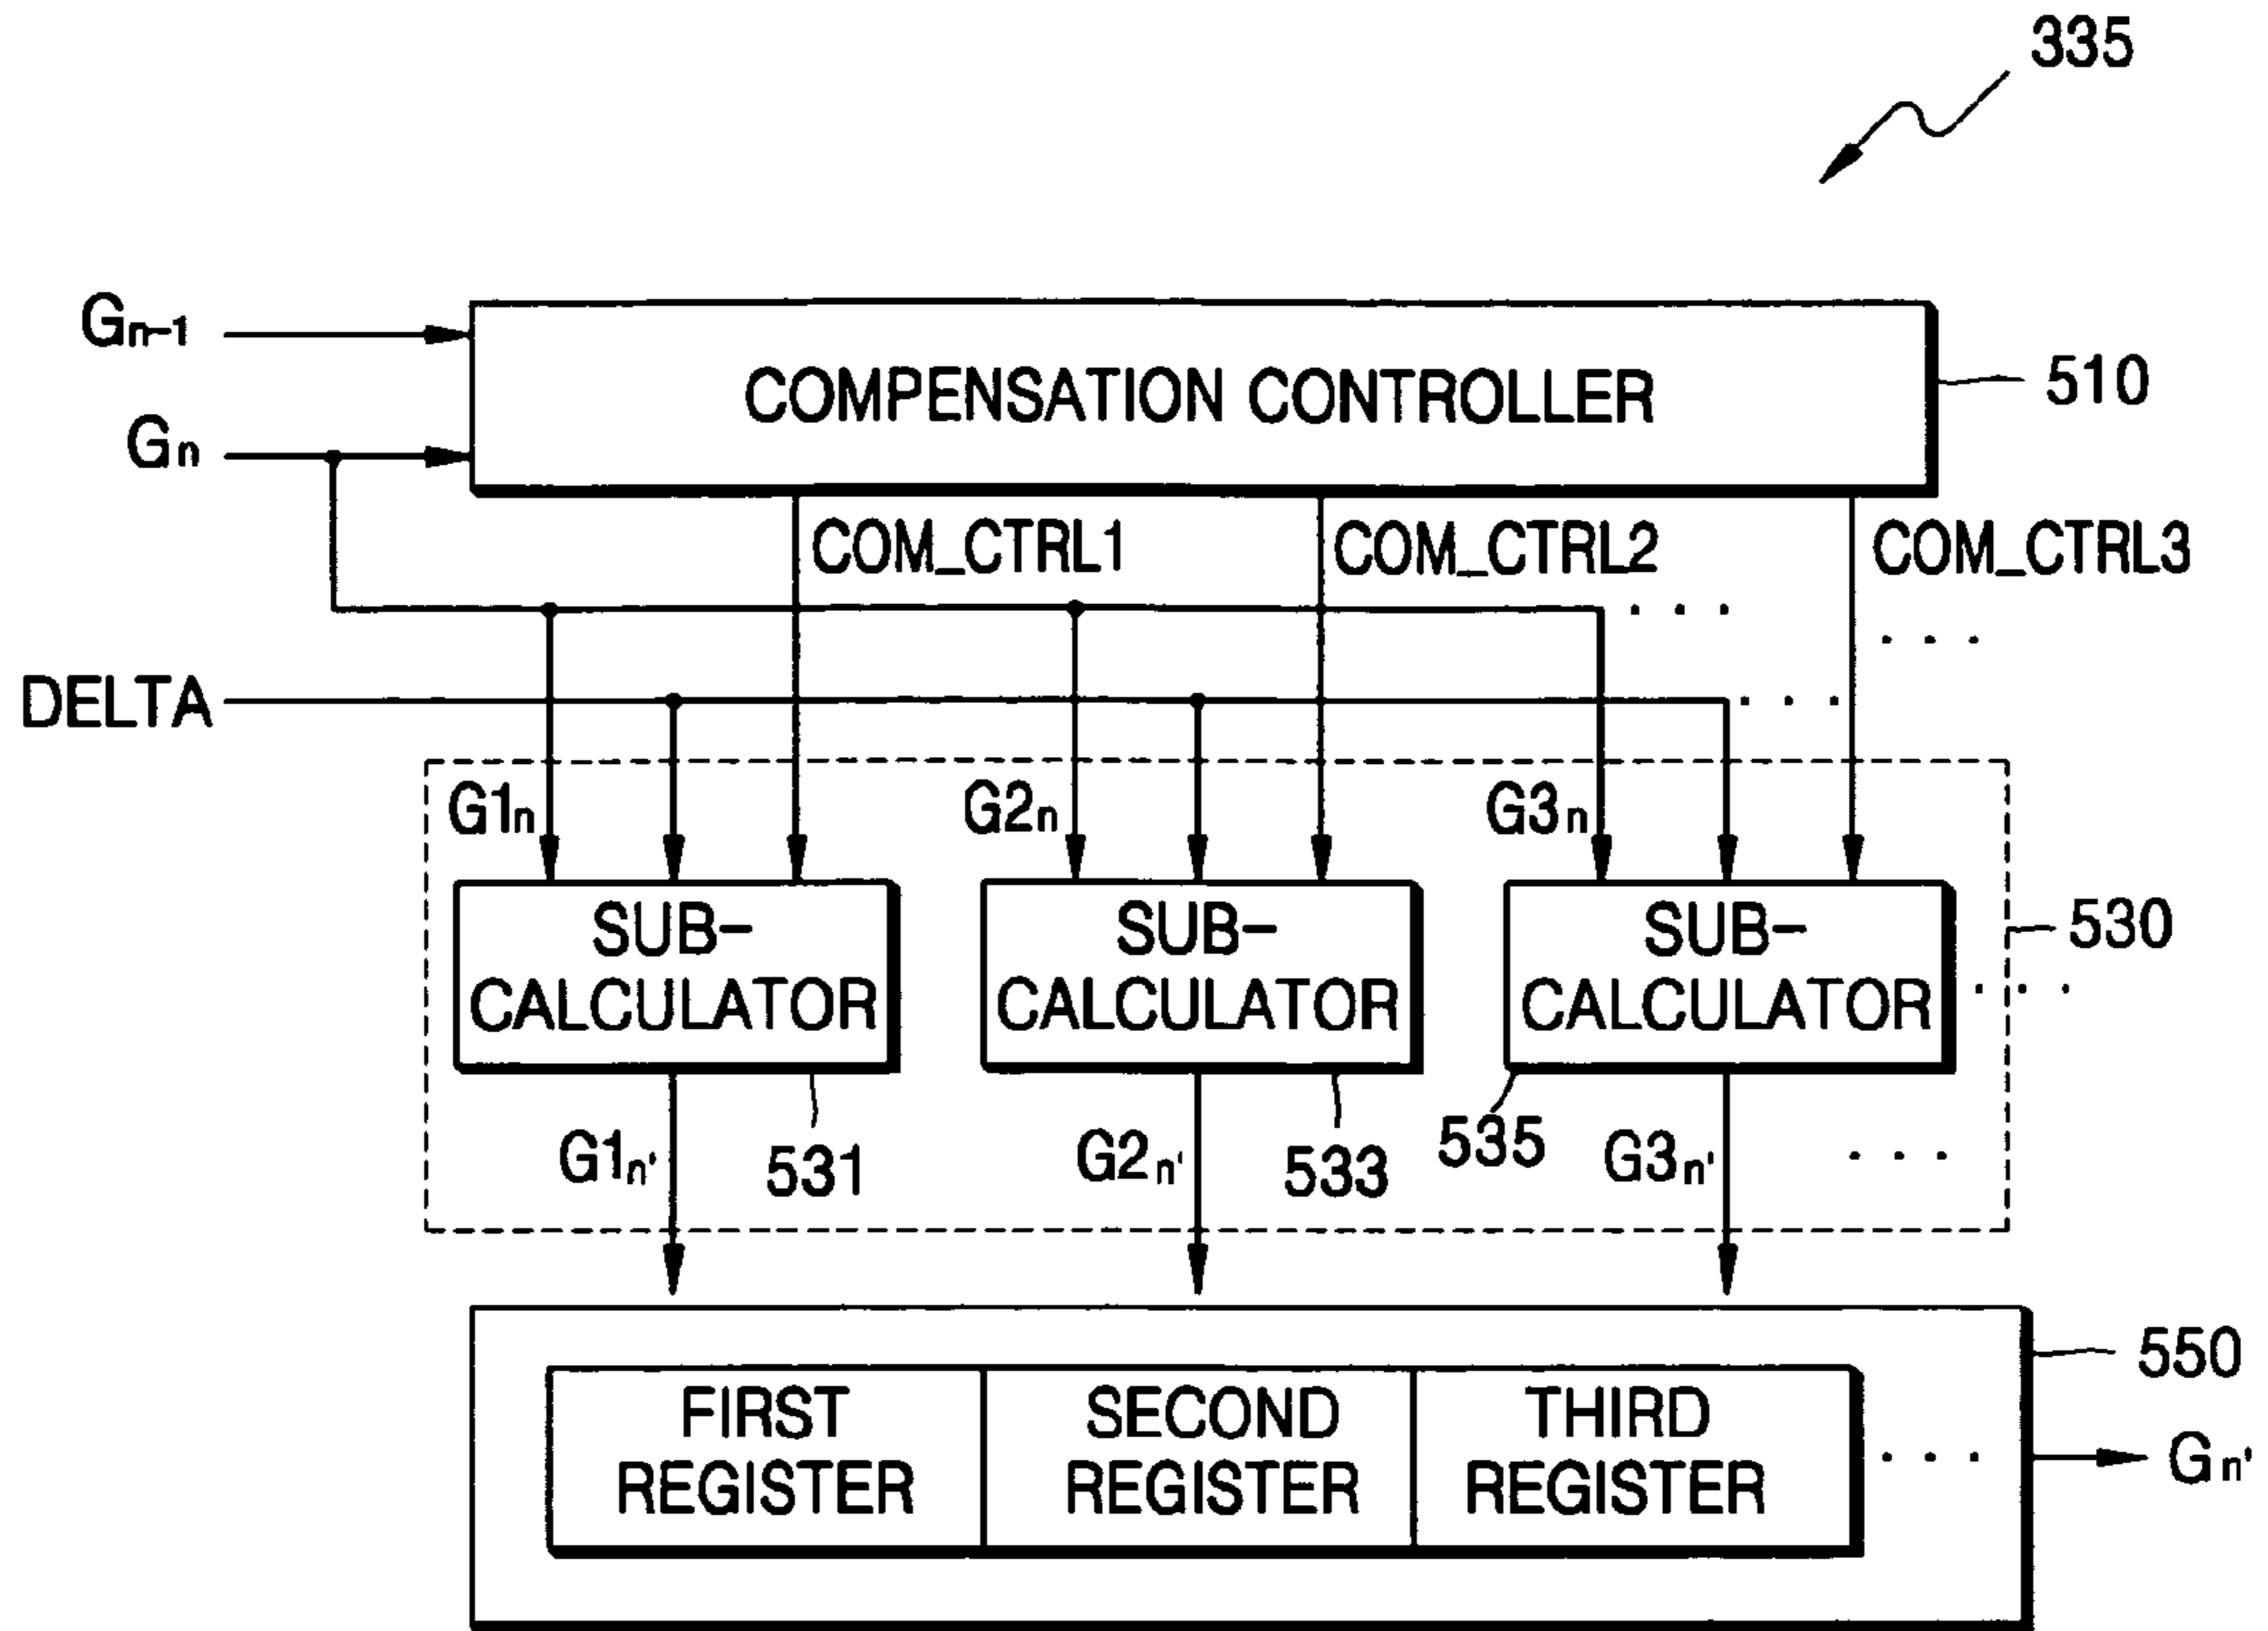 335
Gn-1
COMPENSATION CONTROLLER
510
Gn
COM_CTRL1
COM_CTRL2
COM_CTRL3
. . .
. . .
DELTA
. . .
G1n
G2n
G3n
SUB-
CALCULATOR
SUB-
CALCULATOR
SUB-
CALCULATOR
530
. . .
G1n'
531
G2n'
533
535
G3n'
. . .
550
FIRST
REGISTER
SECOND
REGISTER
THIRD
REGISTER
. . .
Gn'